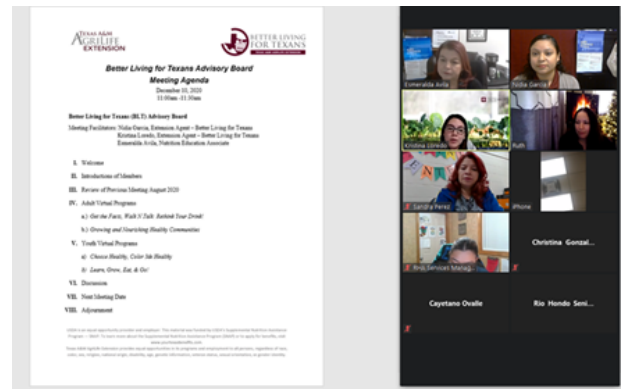 TEXAS A&M
AGRILIFE
EXTENSION
BETTER LIVING
FOR TEXANS
Better Living for Texans Advisory Board
Meeting Agenda
December 10, 2020
11:00am -11:30am
Better Living for Texans (BLT) Advisory Board
Meeting Facilitators: Nidia Garcia, Extension Agent – Better Living for Texans
Kristina Loredo, Extension Agent – Better Living for Texans
Esmeralda Avila, Nutrition Education Associate
I. Welcome
II. Introductions of Members
III. Review of Previous Meeting August 2020
IV. Adult Virtual Programs
a.) Get the Facts, Walk N Talk: Rethink Your Drink!
b.) Growing and Nourishing Healthy Communities
V. Youth Virtual Programs
a) Choose Healthy, Color Me Healthy
b) Learn, Grow, Eat, & Go!
VI. Discussion
VII. Next Meeting Date
VIII. Adjournment
Esmeralda Avila
Nidia Garcia
Kristina Loredo
Ruth
Sandra Perez
iPhone
Christina Gonzal...
Cayetano Ovalle
Rio Hondo Seni...